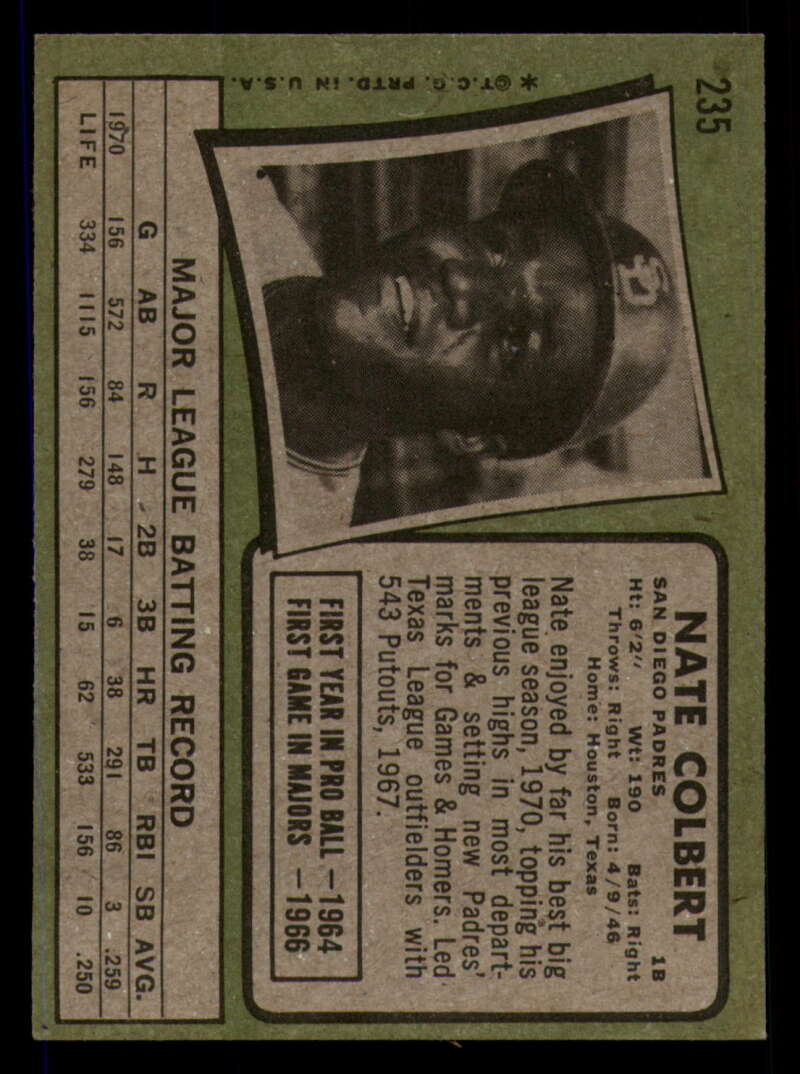 235
NATE COLBERT
SAN DIEGO PADRES 1B
Ht: 6'2" Wt: 190 Bats: Right
Throws: Right Born: 4/9/46
Home: Houston, Texas
Nate enjoyed by far his best big
league season, 1970, topping his
previous highs in most depart-
ments & setting new Padres'
marks for Games & Homers. Led
Texas League outfielders with
543 Putouts, 1967.
FIRST YEAR IN PRO BALL —1964
FIRST GAME IN MAJORS —1966
SD
*©T.C.G. PRTD. IN U.S.A.
MAJOR LEAGUE BATTING RECORD
G AB R H 2B 3B HR TB RBI SB AVG.
1970 156 572 84 148 17 6 38 291 86 3 .259
LIFE 334 1115 156 279 38 15 62 533 156 10 .250